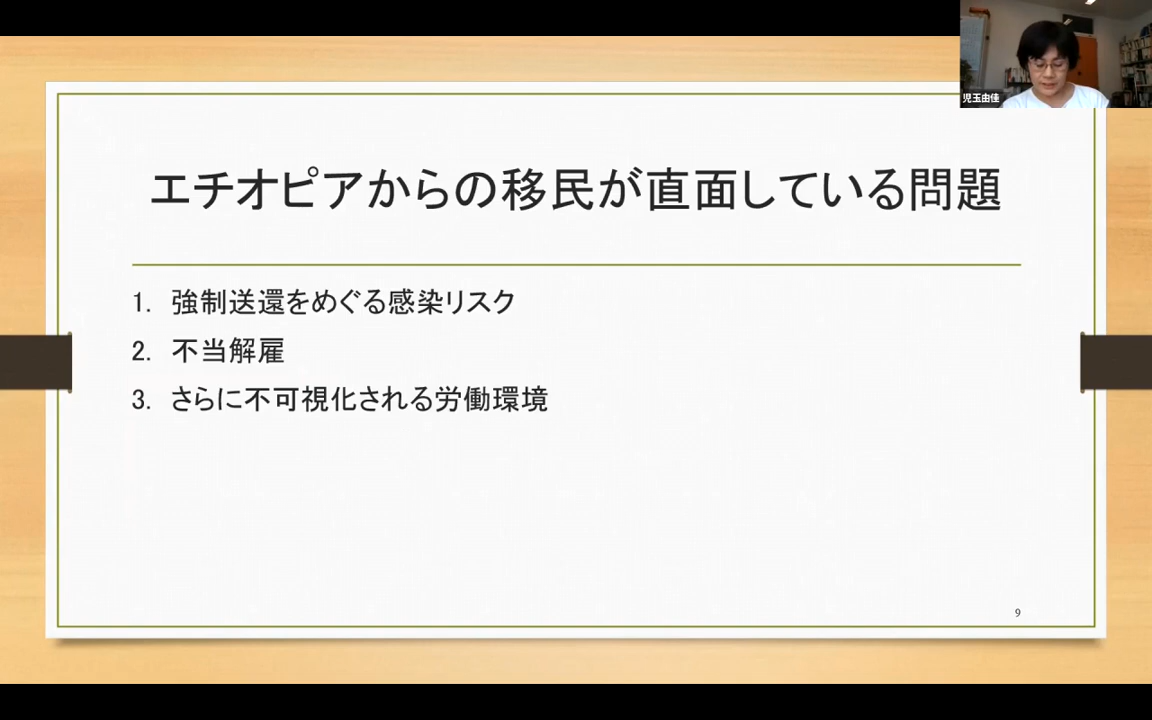 児玉由佳
エチオピアからの移民が直面している問題
1. 強制送還をめぐる感染リスク
2. 不当解雇
3. さらに不可視化される労働環境
9